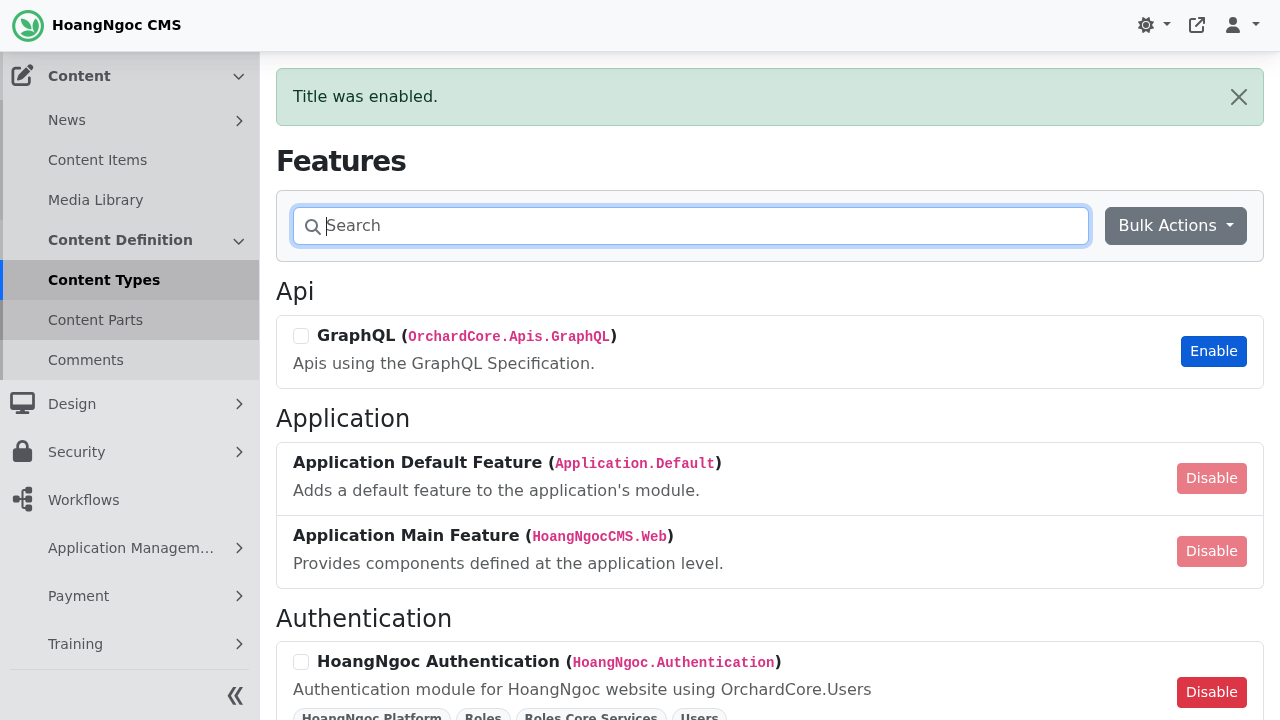 HoangNgoc CMS
Content
News
Content Items
Media Library
Content Definition
Content Types
Content Parts
Comments
Design
Security
Workflows
Application Managem...
Payment
Training
Title was enabled.
Features
Search
Bulk Actions
Api
GraphQL (OrchardCore.Apis.GraphQL)
Apis using the GraphQL Specification.
Enable
Application
Application Default Feature (Application.Default)
Adds a default feature to the application's module.
Disable
Application Main Feature (HoangNgocCMS.Web)
Provides components defined at the application level.
Disable
Authentication
HoangNgoc Authentication (HoangNgoc.Authentication)
Authentication module for HoangNgoc website using OrchardCore.Users
Disable
HoangNgoc Platform Roles Roles Core Services Users